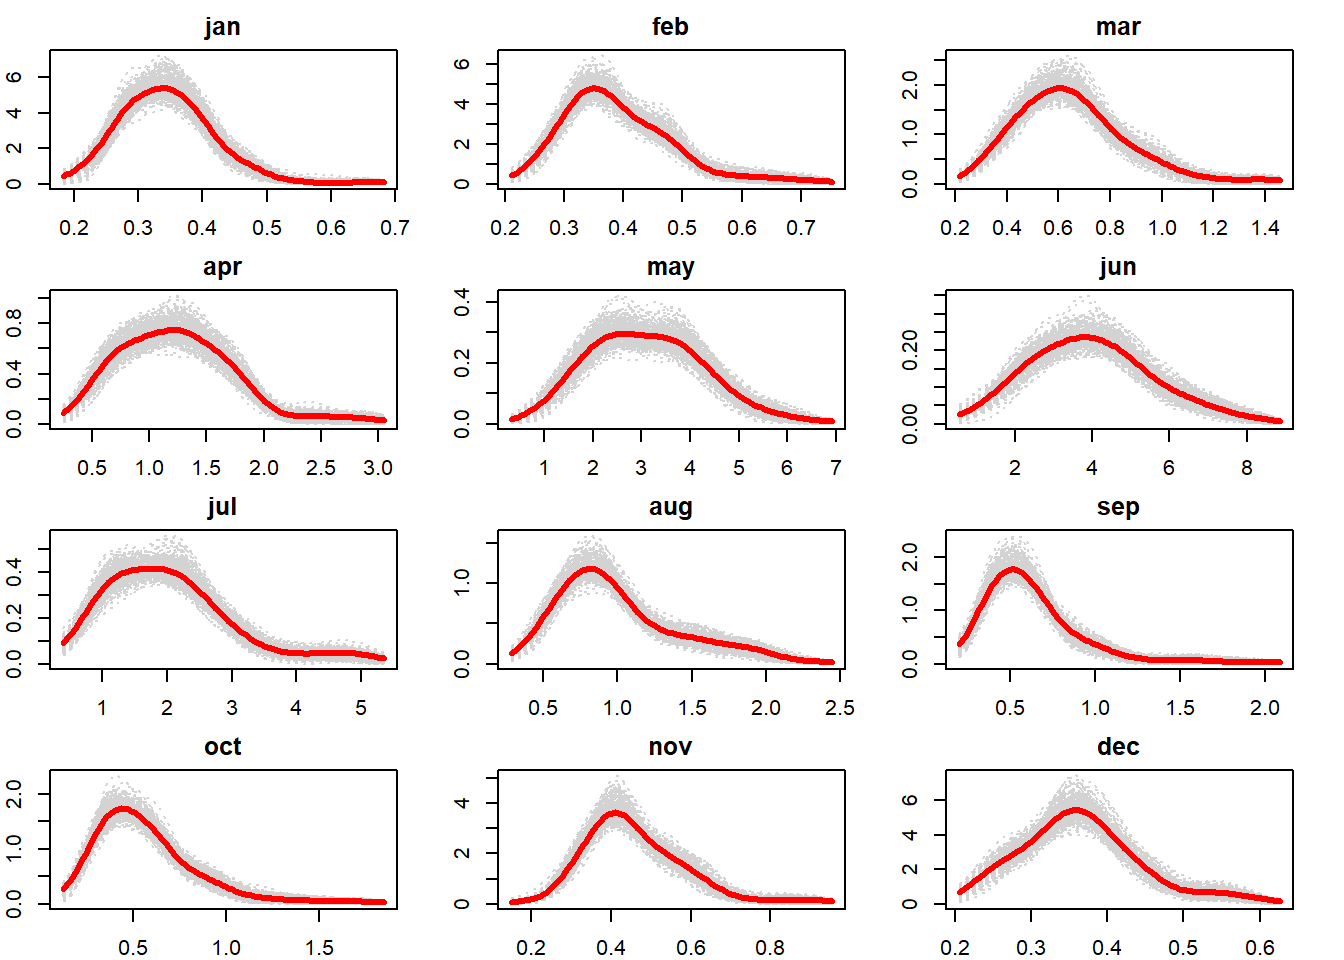 jan feb mar
6 4 2 0
6 4 2 0
2.0 1.0 0.0
0.2 0.3 0.4 0.5 0.6 0.7
0.2 0.3 0.4 0.5 0.6 0.7
0.2 0.4 0.6 0.8 1.0 1.2 1.4
apr may jun
0.8 0.4 0.0
0.4 0.2 0.0
0.20 0.00
0.5 1.0 1.5 2.0 2.5 3.0
1 2 3 4 5 6 7
2 4 6 8
jul aug sep
0.4 0.2 0.0
1.0 0.0
2.0 1.0 0.0
1 2 3 4 5
0.5 1.0 1.5 2.0 2.5
0.5 1.0 1.5 2.0
oct nov dec
2.0 1.0 0.0
4 2 0
6 4 2 0
0.5 1.0 1.5
0.2 0.4 0.6 0.8
0.2 0.3 0.4 0.5 0.6